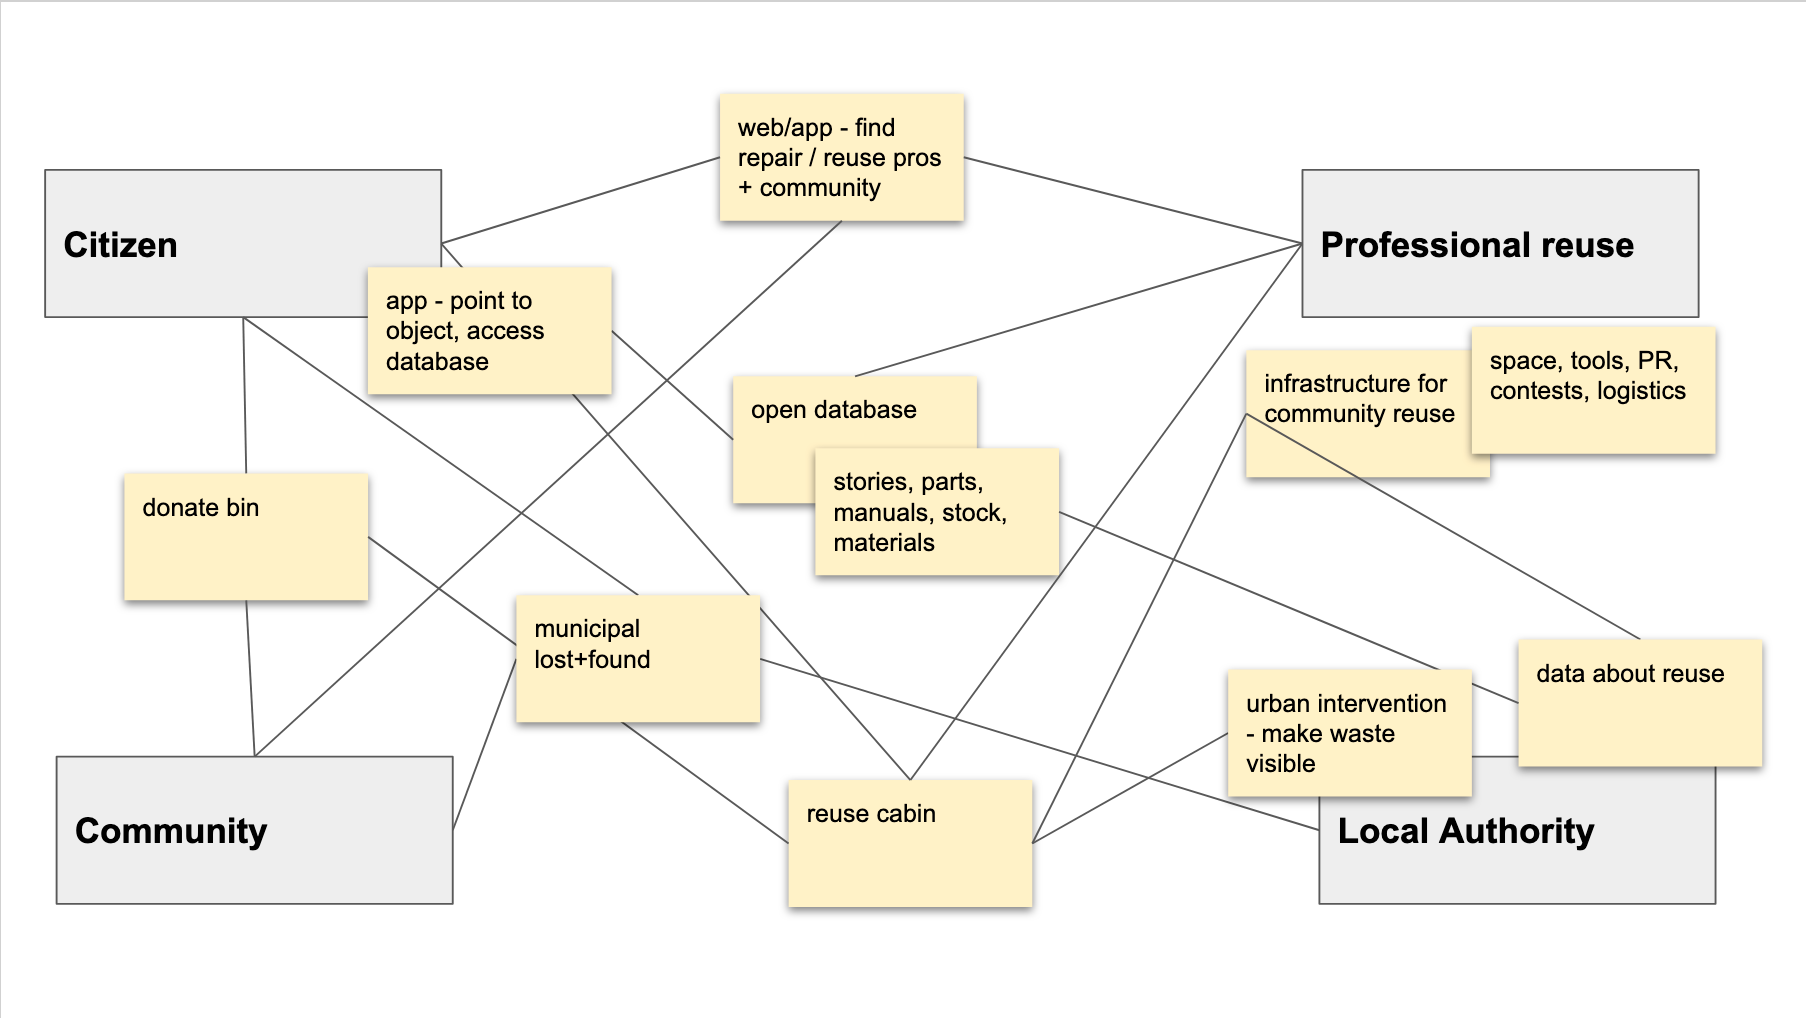 web/app - find
repair / reuse pros
+ community
Citizen
Professional reuse
app - point to
object, access
database
open database
stories, parts,
manuals, stock,
materials
infrastructure for
community reuse
space, tools, PR,
contests, logistics
donate bin
municipal
lost+found
data about reuse
urban intervention
- make waste
visible
Community
reuse cabin
Local Authority